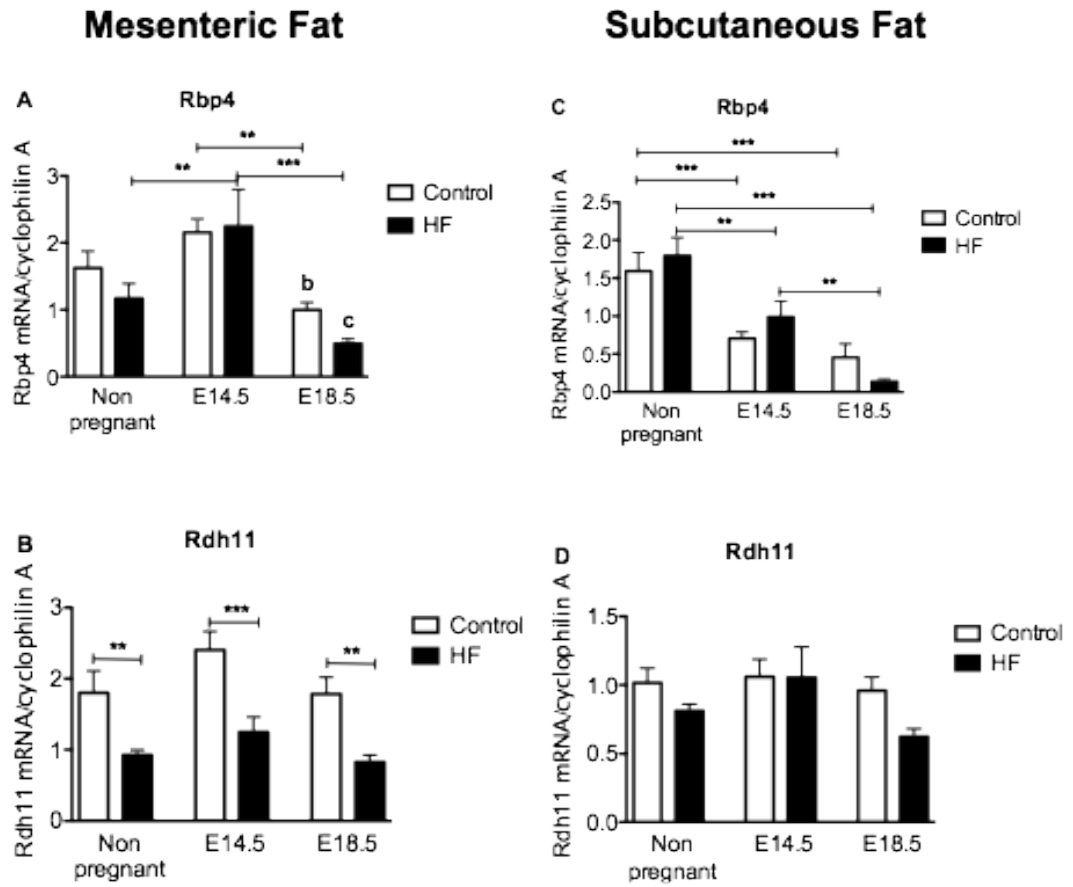 Mesenteric Fat
Subcutaneous Fat
A
Rbp4
Rbp4 mRNA/cyclophilin A
3
2
1
0
**
**
***
b
c
Control
HF
Non
pregnant
E14.5
E18.5
C
Rbp4
Rbp4 mRNA/cyclophilin A
2.5
2.0
1.5
1.0
0.5
0.0
***
***
***
**
**
Control
HF
Non
pregnant
E14.5
E18.5
B
Rdh11
Rdh11 mRNA/cyclophilin A
3
2
1
0
**
***
**
Control
HF
Non
pregnant
E14.5
E18.5
D
Rdh11
Rdh11 mRNA/cyclophilin A
1.5
1.0
0.5
0.0
Control
HF
Non
pregnant
E14.5
E18.5